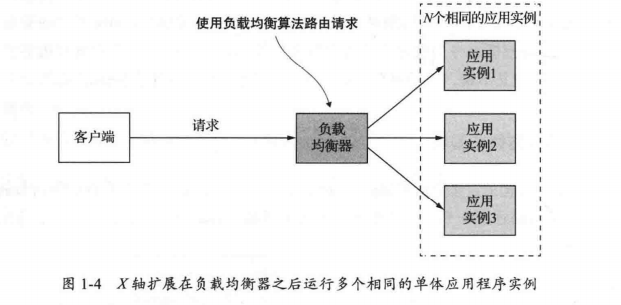 使用负载均衡算法路由请求
N个相同的应用实例
应用
实例1
客户端
请求
负载
均衡器
应用
实例2
应用
实例3
图 1-4 X轴扩展在负载均衡器之后运行多个相同的单体应用程序实例